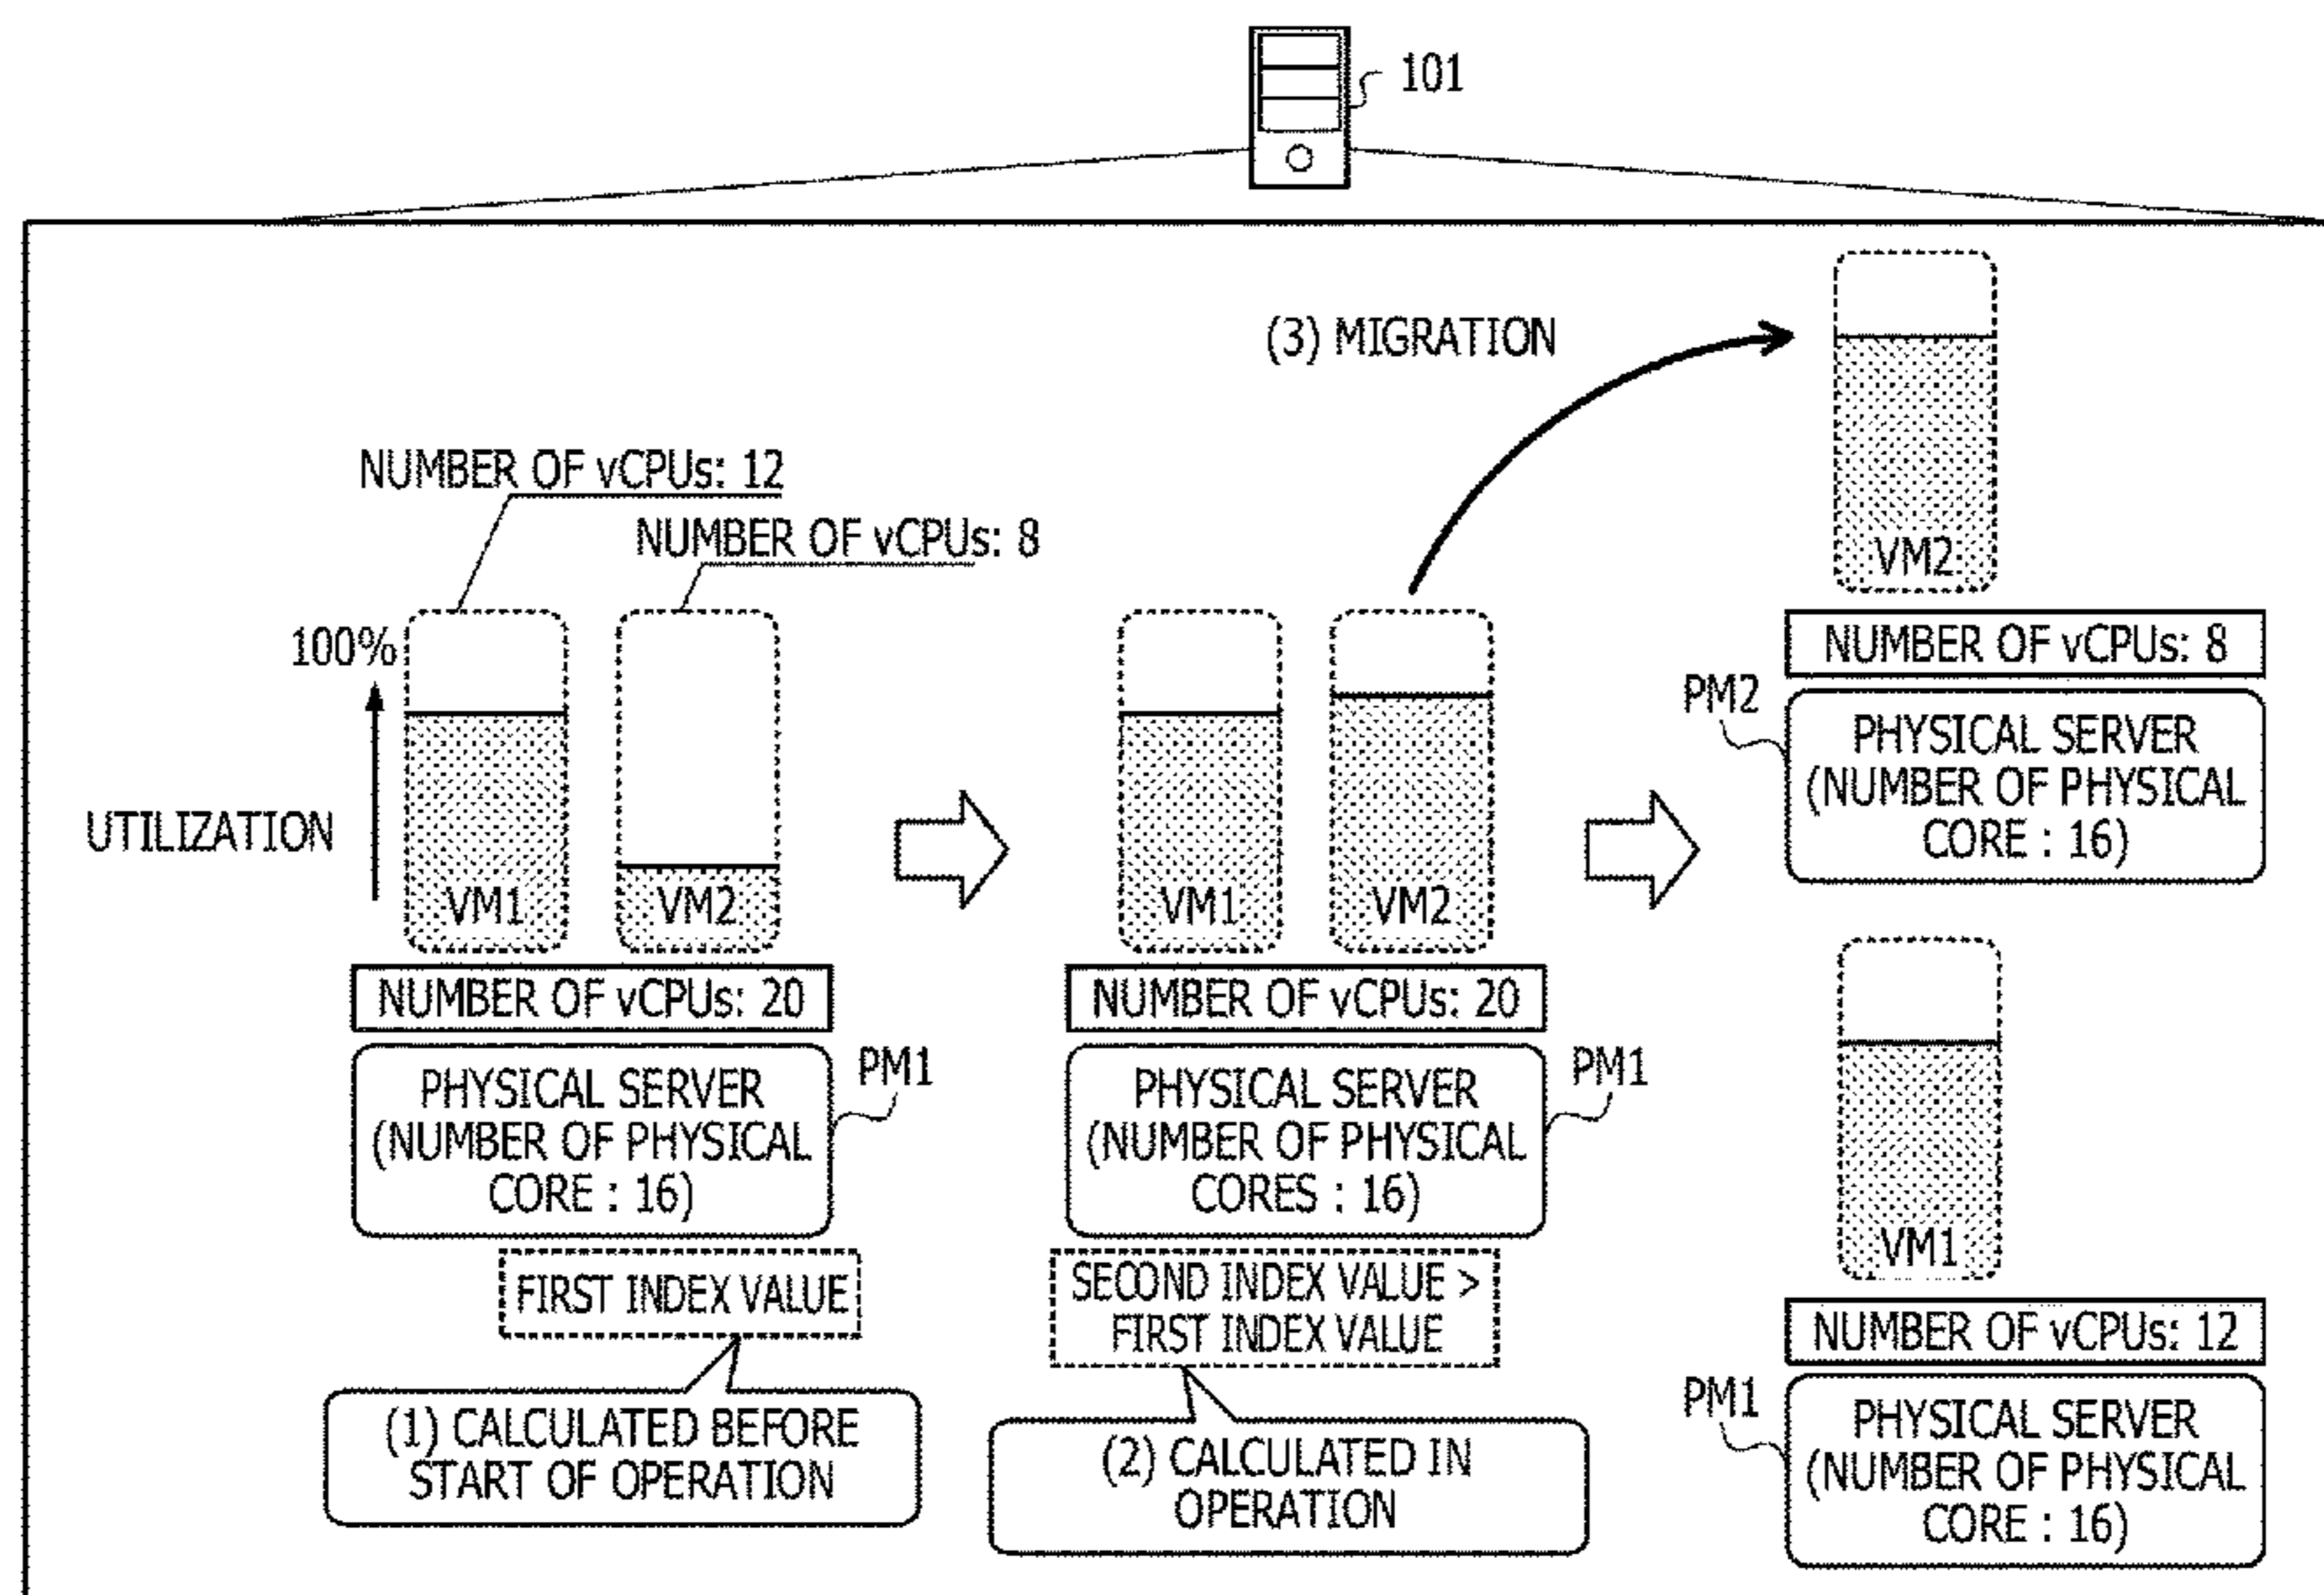 101
(3) MIGRATION
NUMBER OF vCPUs: 12
NUMBER OF vCPUs: 8
100%
UTILIZATION
VM1
VM2
NUMBER OF vCPUs: 20
PHYSICAL SERVER
(NUMBER OF PHYSICAL
CORE : 16)
PM1
FIRST INDEX VALUE
(1) CALCULATED BEFORE
START OF OPERATION
VM1
VM2
NUMBER OF vCPUs: 20
PHYSICAL SERVER
(NUMBER OF PHYSICAL
CORES : 16)
PM1
SECOND INDEX VALUE >
FIRST INDEX VALUE
(2) CALCULATED IN
OPERATION
VM2
NUMBER OF vCPUs: 8
PM2
PHYSICAL SERVER
(NUMBER OF PHYSICAL
CORE : 16)
VM1
NUMBER OF vCPUs: 12
PM1
PHYSICAL SERVER
(NUMBER OF PHYSICAL
CORE : 16)